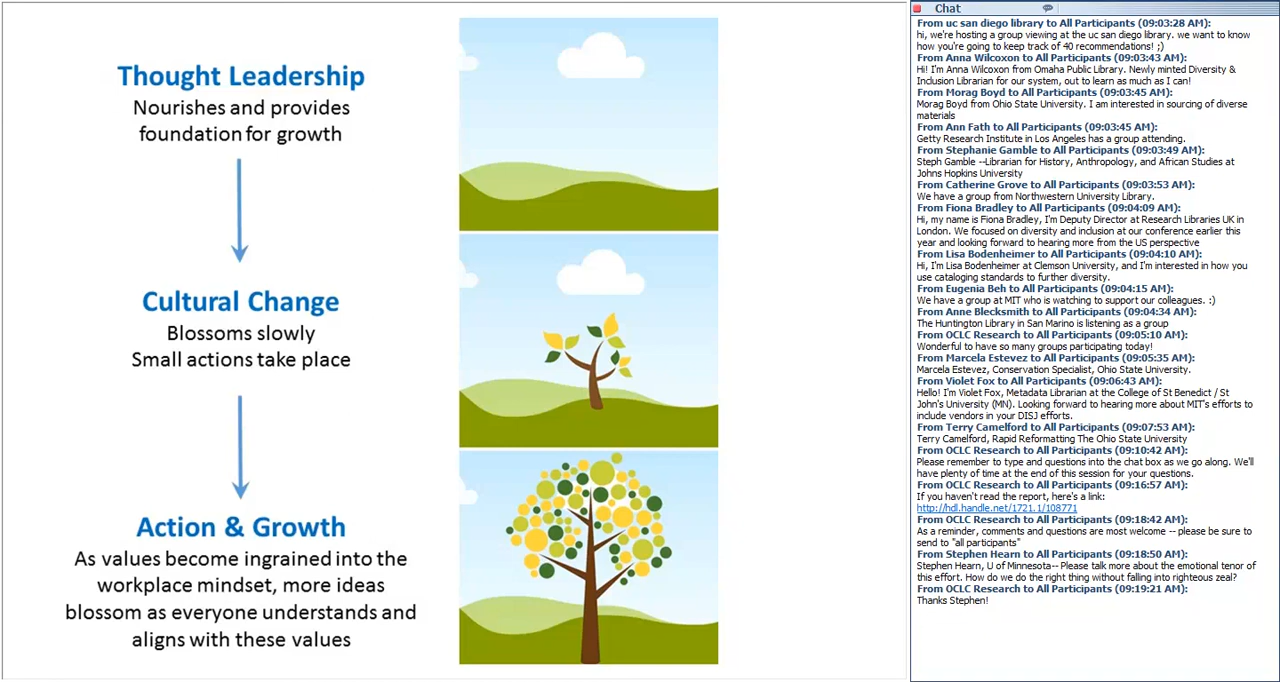 Thought Leadership
Nourishes and provides
foundation for growth
Cultural Change
Blossoms slowly
Small actions take place
Action & Growth
As values become ingrained into the
workplace mindset, more ideas
blossom as everyone understands and
aligns with these values
Chat
From uc san diego library to All Participants (09:03:28 AM):
hi, we're hosting a group viewing at the uc san diego library. we want to know
how you're going to keep track of 40 recommendations! ;)
From Anna Wilcoxon to All Participants (09:03:43 AM):
Hi! I'm Anna Wilcoxon from Omaha Public Library. Newly minted Diversity &
Inclusion Librarian for our system, out to learn as much as I can!
From Morag Boyd to All Participants (09:03:45 AM):
Morag Boyd from Ohio State University. I am interested in sourcing of diverse
materials
From Ann Fath to All Participants (09:03:45 AM):
Getty Research Institute in Los Angeles has a group attending.
From Stephanie Gamble to All Participants (09:03:49 AM):
Steph Gamble --Librarian for History, Anthropology, and African Studies at
Johns Hopkins University
From Catherine Grove to All Participants (09:03:53 AM):
We have a group from Northwestern University Library.
From Fiona Bradley to All Participants (09:04:09 AM):
Hi, my name is Fiona Bradley, I'm Deputy Director at Research Libraries UK in
London. We focused on diversity and inclusion at our conference earlier this
year and looking forward to hearing more from the US perspective
From Lisa Bodenheimer to All Participants (09:04:10 AM):
Hi, I'm Lisa Bodenheimer at Clemson University, and I'm interested in how you
use cataloging standards to further diversity.
From Eugenia Beh to All Participants (09:04:15 AM):
We have a group at MIT who is watching to support our colleagues. :)
From Anne Blecksmith to All Participants (09:04:34 AM):
The Huntington Library in San Marino is listening as a group
From OCLC Research to All Participants (09:05:10 AM):
Wonderful to have so many groups participating today!
From Marcela Estevez to All Participants (09:05:35 AM):
Marcela Estevez, Conservation Specialist, Ohio State University.
From Violet Fox to All Participants (09:06:43 AM):
Hello! I'm Violet Fox, Metadata Librarian at the College of St Benedict / St
John's University (MN). Looking forward to hearing more about MIT's efforts to
include vendors in your DISJ efforts.
From Terry Camelford to All Participants (09:07:53 AM):
Terry Camelford, Rapid Reformatting The Ohio State University
From OCLC Research to All Participants (09:10:42 AM):
Please remember to type and questions into the chat box as we go along. We'll
have plenty of time at the end of this session for your questions.
From OCLC Research to All Participants (09:16:57 AM):
If you haven't read the report, here's a link:
http://hdl.handle.net/1721.1/108771
From OCLC Research to All Participants (09:18:42 AM):
As a reminder, comments and questions are most welcome -- please be sure to
send to "all participants"
From Stephen Hearn to All Participants (09:18:50 AM):
Stephen Hearn, U of Minnesota-- Please talk more about the emotional tenor of
this effort. How do we do the right thing without falling into righteous zeal?
From OCLC Research to All Participants (09:19:21 AM):
Thanks Stephen!